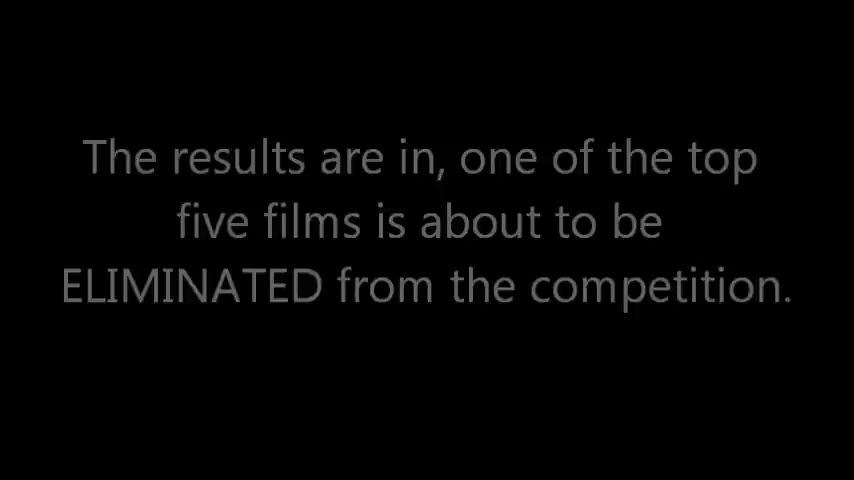 The results are in, one of the top
five films is about to be
ELIMINATED from the competition.